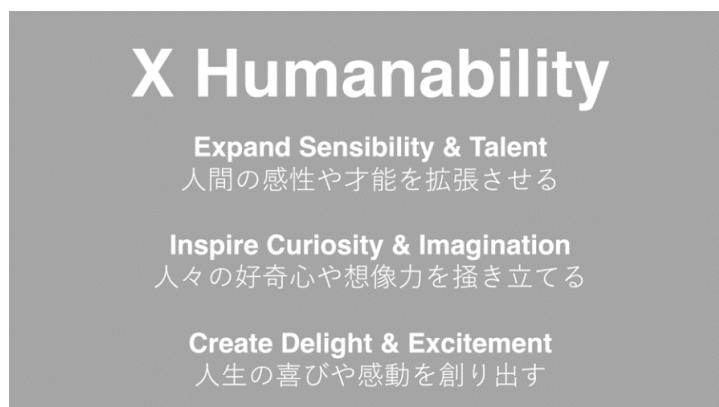 X Humanability
Expand Sensibility & Talent
人間の感性や才能を拡張させる
Inspire Curiosity & Imagination
人々の好奇心や想像力を掻き立てる
Create Delight & Excitement
人生の喜びや感動を創り出す